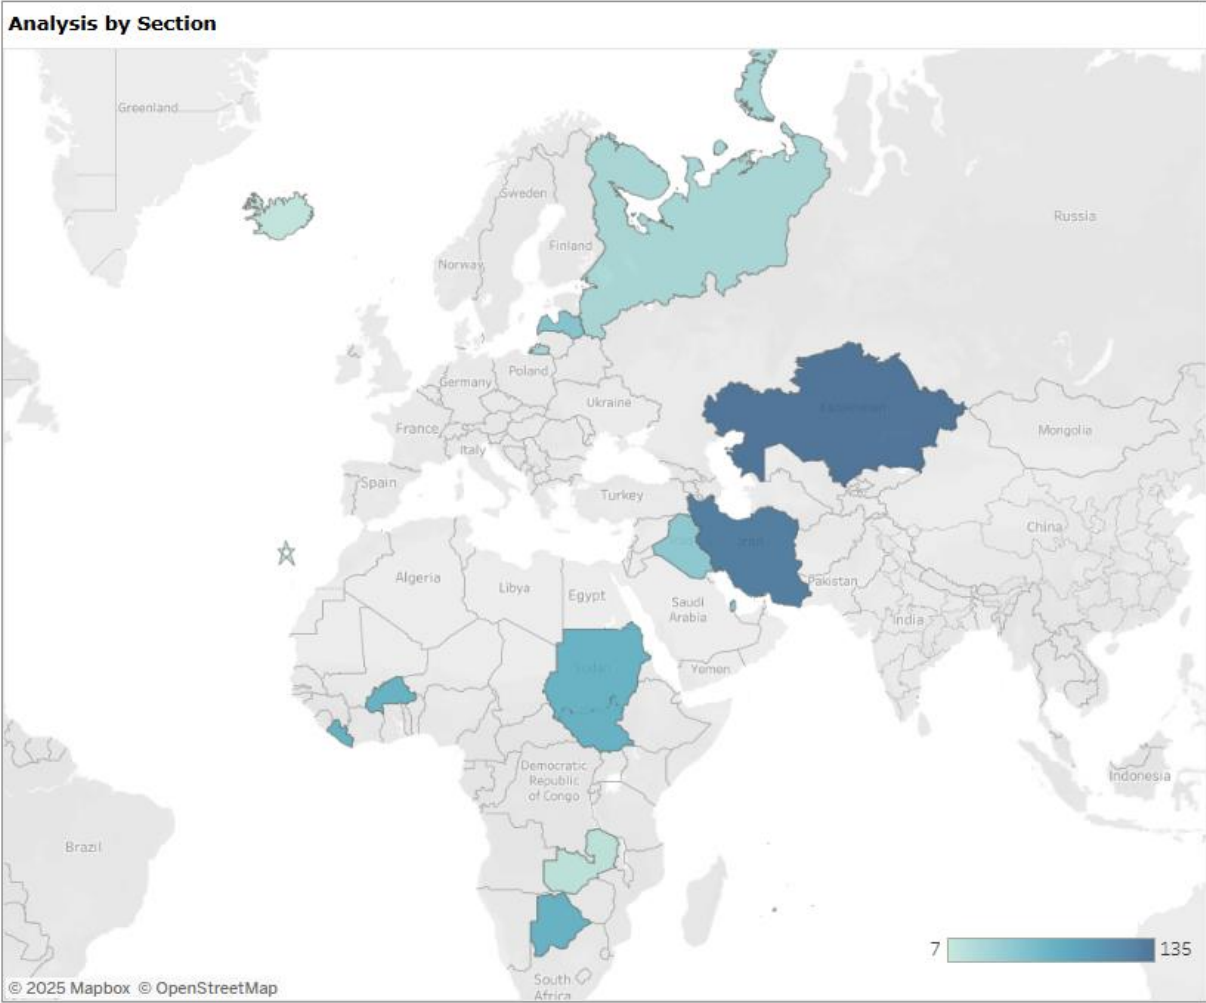 Analysis by Section
Greenland
Sweden
Russia
Finland
Norway
Poland
Germany
Ukraine
France
Mongolia
Italy
Spain
Turkey
China
Iran
Algeria
Pakistan
Libya
Egypt
Saudi
Arabia
India
Sudan
Yemen
Democratic
Republic
of Congo
Indonesia
Brazil
7
135
South
Africa
© 2025 Mapbox © OpenStreetMap